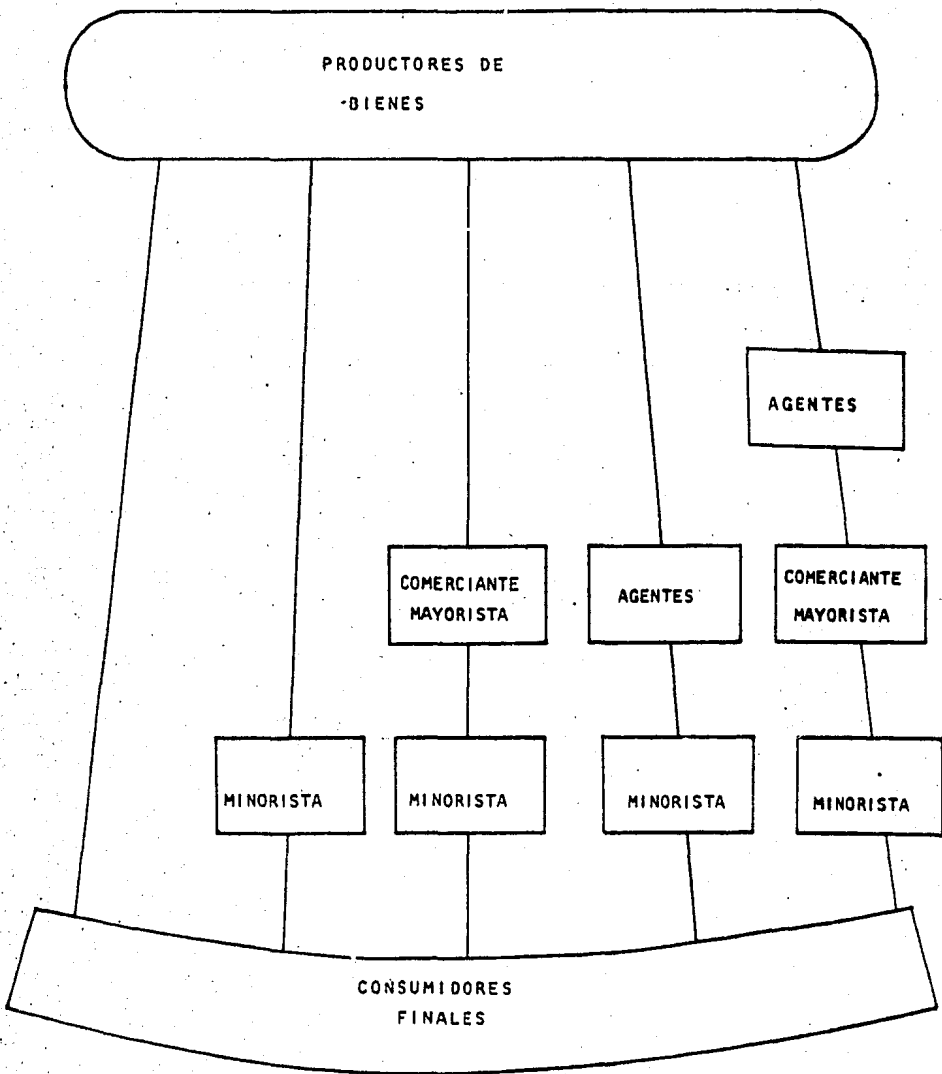 PRODUCTORES DE
BIENES
AGENTES
COMERCIANTE
MAYORISTA
AGENTES
COMERCIANTE
MAYORISTA
MINORISTA
MINORISTA
MINORISTA
MINORISTA
CONSUMIDORES
FINALES